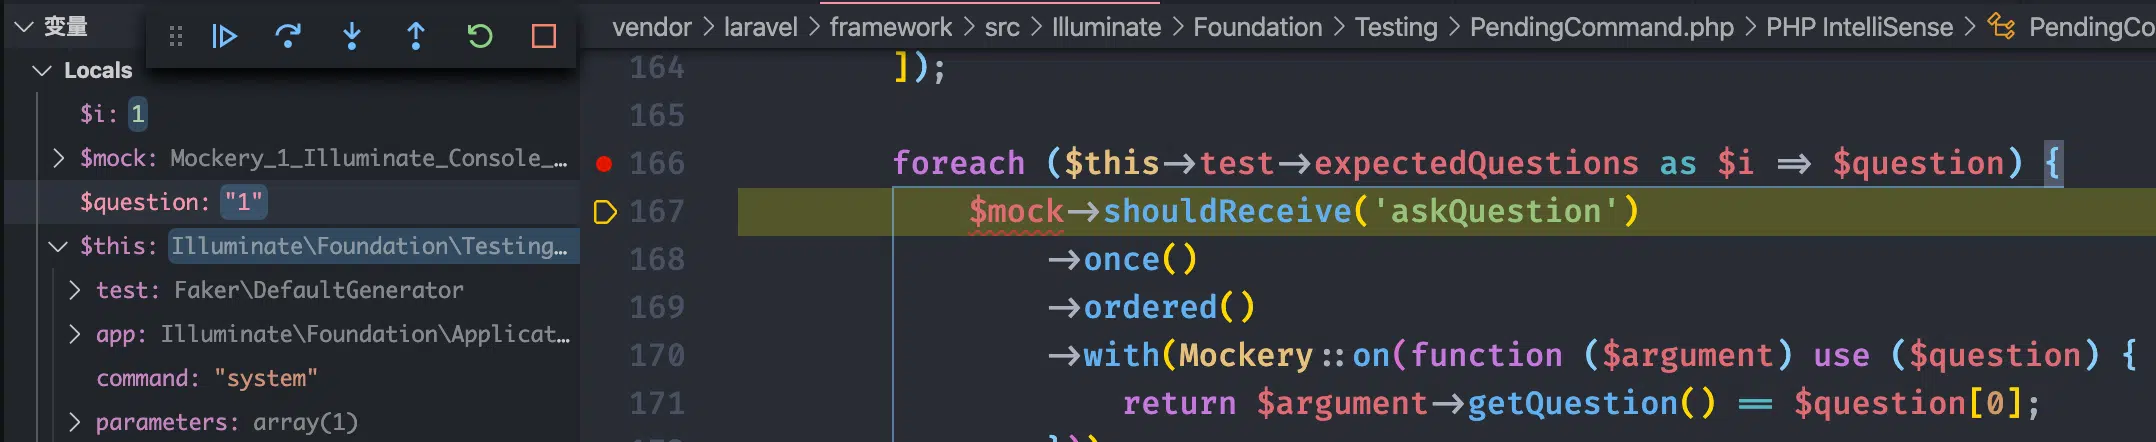 变量
Locals
$i: 1
$mock: Mockery_1_Illuminate_Console_…
$question: "1"
$this: Illuminate\Foundation\Testing…
test: Faker\DefaultGenerator
app: Illuminate\Foundation\Applicat…
command: "system"
parameters: array(1)
vendor > laravel > framework > src > Illuminate > Foundation > Testing > PendingCommand.php > PHP IntelliSense > PendingCo
164 ]);
165
166 foreach ($this->test->expectedQuestions as $i => $question) {
167 $mock->shouldReceive('askQuestion')
168 ->once()
169 ->ordered()
170 ->with(Mockery::on(function ($argument) use ($question) {
171 return $argument->getQuestion() == $question[0];